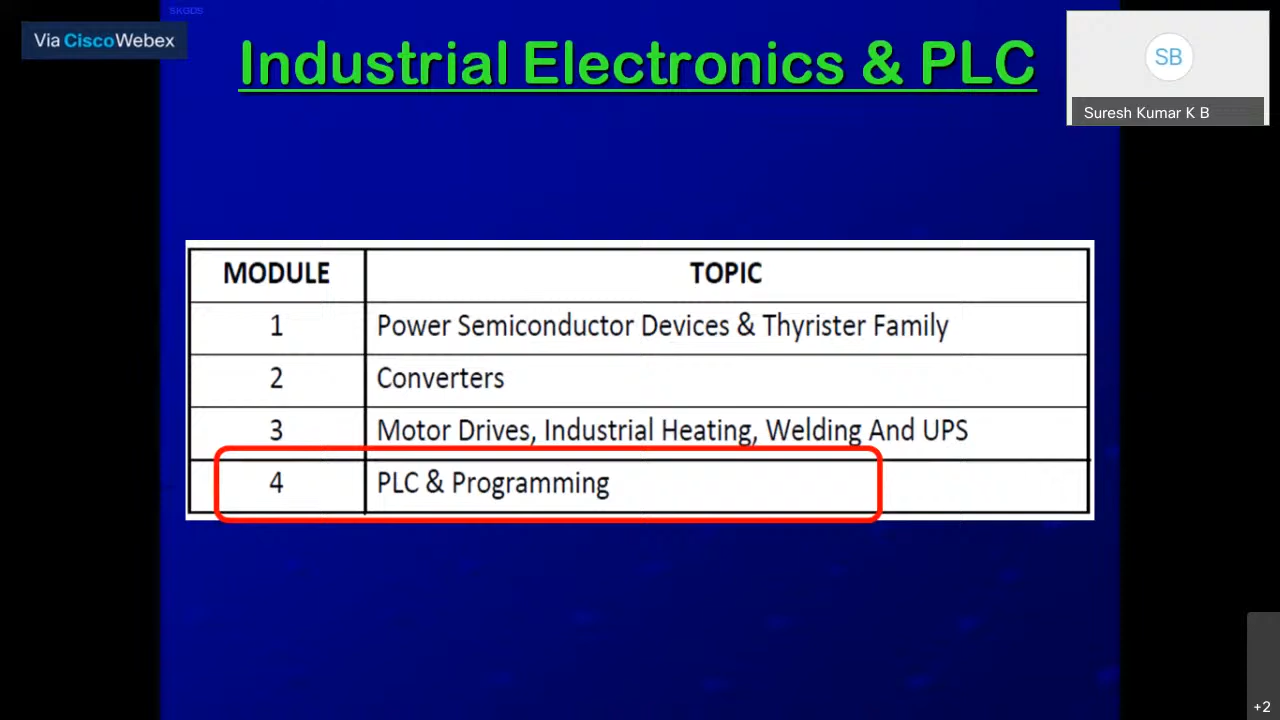 SKGDS
Via CiscoWebex
Industrial Electronics & PLC
SB
Suresh Kumar K B
MODULE TOPIC
1 Power Semiconductor Devices & Thyrister Family
2 Converters
3 Motor Drives, Industrial Heating, Welding And UPS
4 PLC & Programming
+2